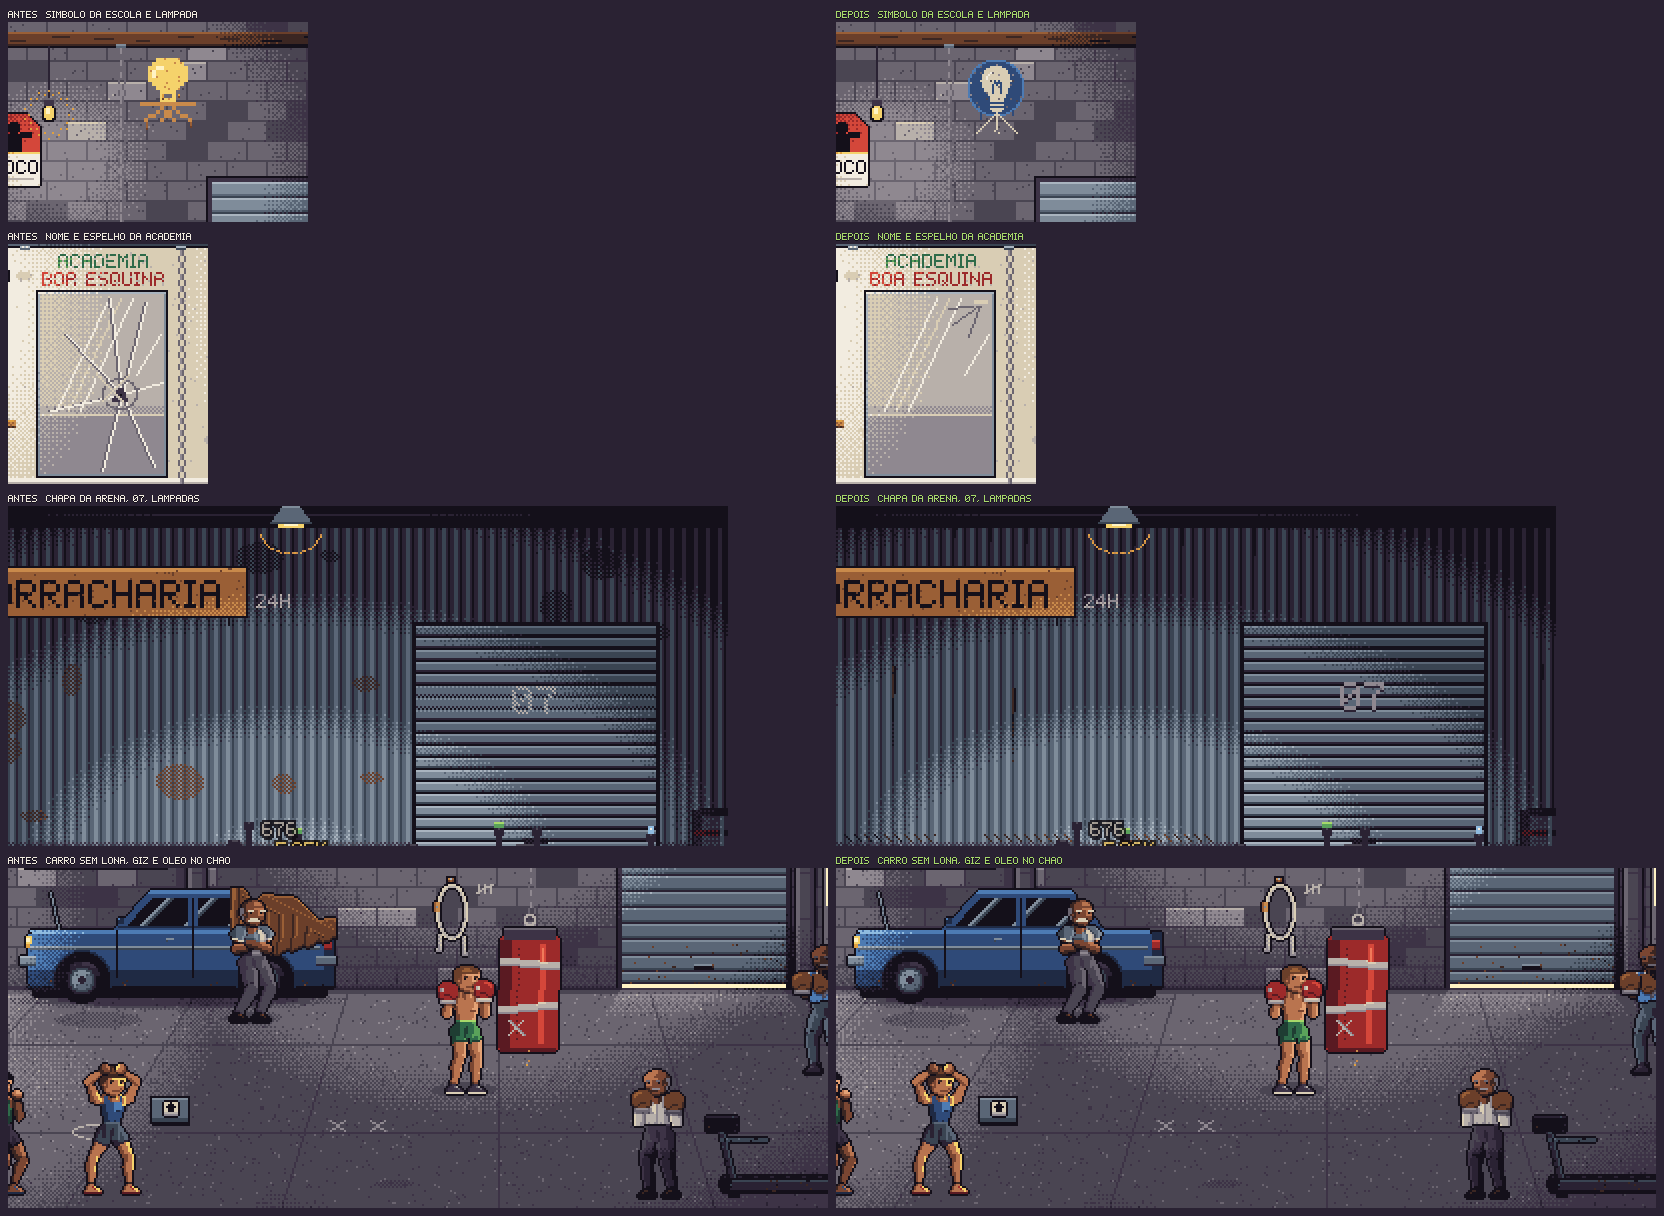 ANTES SIMBOLO DA ESCOLA E LAMPADA
DEPOIS SIMBOLO DA ESCOLA E LAMPADA
OCO
OCO
ANTES NOME E ESPELHO DA ACADEMIA
DEPOIS NOME E ESPELHO DA ACADEMIA
ACADEMIA
BOA ESQUINA
ACADEMIA
BOA ESQUINA
ANTES CHAPA DA ARENA, 07, LAMPADAS
DEPOIS CHAPA DA ARENA, 07, LAMPADAS
RRACHARIA
24H
RRACHARIA
24H
07
07
676
676
ANTES CARRO SEM LONA, GIZ E OLEO NO CHAO
DEPOIS CARRO SEM LONA, GIZ E OLEO NO CHAO